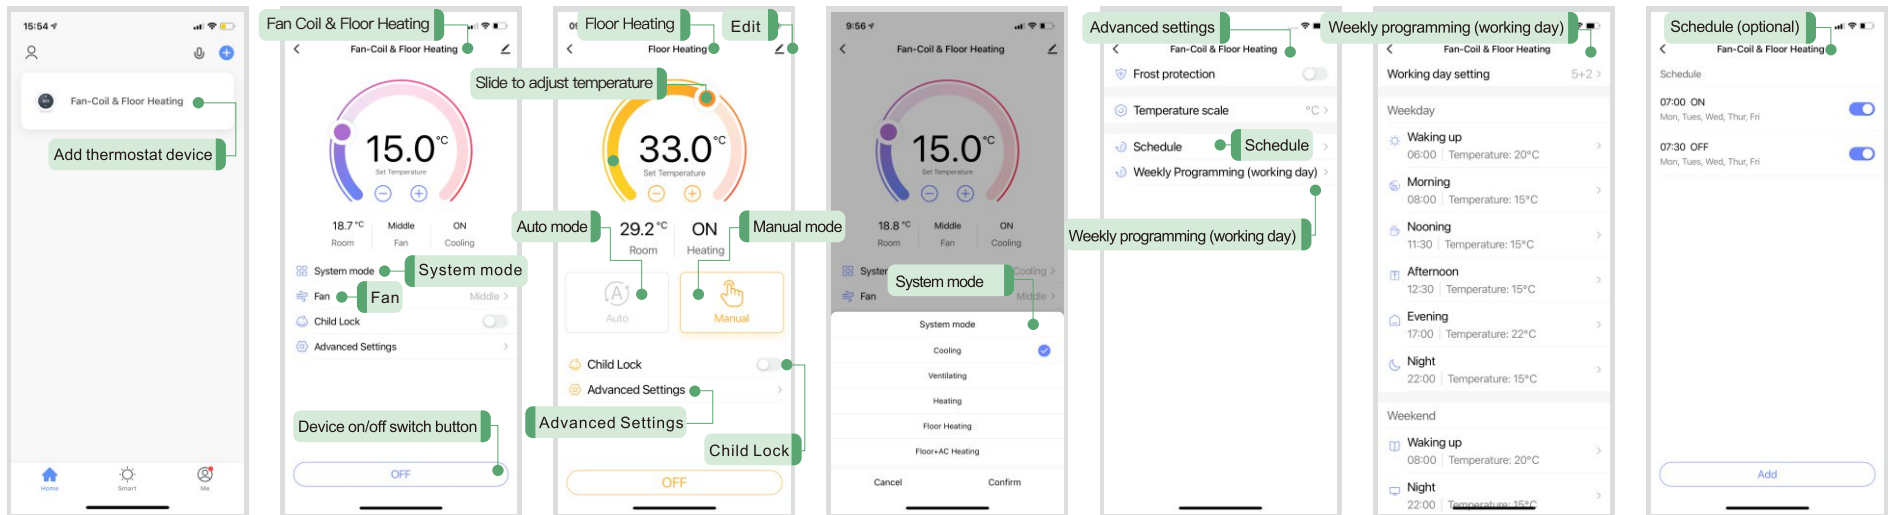 15:54
Fan-Coil & Floor Heating
Add thermostat device
Home
Smart
Me
Fan Coil & Floor Heating
Fan-Coil & Floor Heating
15.0°C
Set Temperature
18.7 °C
Room
Middle
Fan
ON
Cooling
System mode
System mode
Fan
Fan
Middle
Child Lock
Advanced Settings
Device on/off switch button
OFF
Floor Heating
Edit
Floor Heating
Slide to adjust temperature
33.0°C
Set Temperature
Auto mode
29.2 °C
Room
ON
Heating
Manual mode
Auto
Manual
Child Lock
Advanced Settings
Advanced Settings
Child Lock
OFF
9:56
Fan-Coil & Floor Heating
15.0°C
Set Temperature
18.8 °C
Room
Middle
Fan
ON
Cooling
System
Cooling
System mode
Fan
Middle
System mode
Cooling
Ventilating
Heating
Floor Heating
Floor+AC Heating
Cancel
Confirm
Advanced settings
Fan-Coil & Floor Heating
Frost protection
Temperature scale
°C
Schedule
Schedule
Weekly Programming (working day)
Weekly programming (working day)
Weekly programming (working day)
Fan-Coil & Floor Heating
Working day setting
5+2
Weekday
Waking up
06:00 Temperature: 20°C
Morning
08:00 Temperature: 15°C
Nooning
11:30 Temperature: 15°C
Afternoon
12:30 Temperature: 15°C
Evening
17:00 Temperature: 22°C
Night
22:00 Temperature: 15°C
Weekend
Waking up
08:00 Temperature: 20°C
Night
22:00 Temperature: 15°C
Schedule (optional)
Fan-Coil & Floor Heating
Schedule
07:00 ON
Mon, Tues, Wed, Thur, Fri
07:30 OFF
Mon, Tues, Wed, Thur, Fri
Add